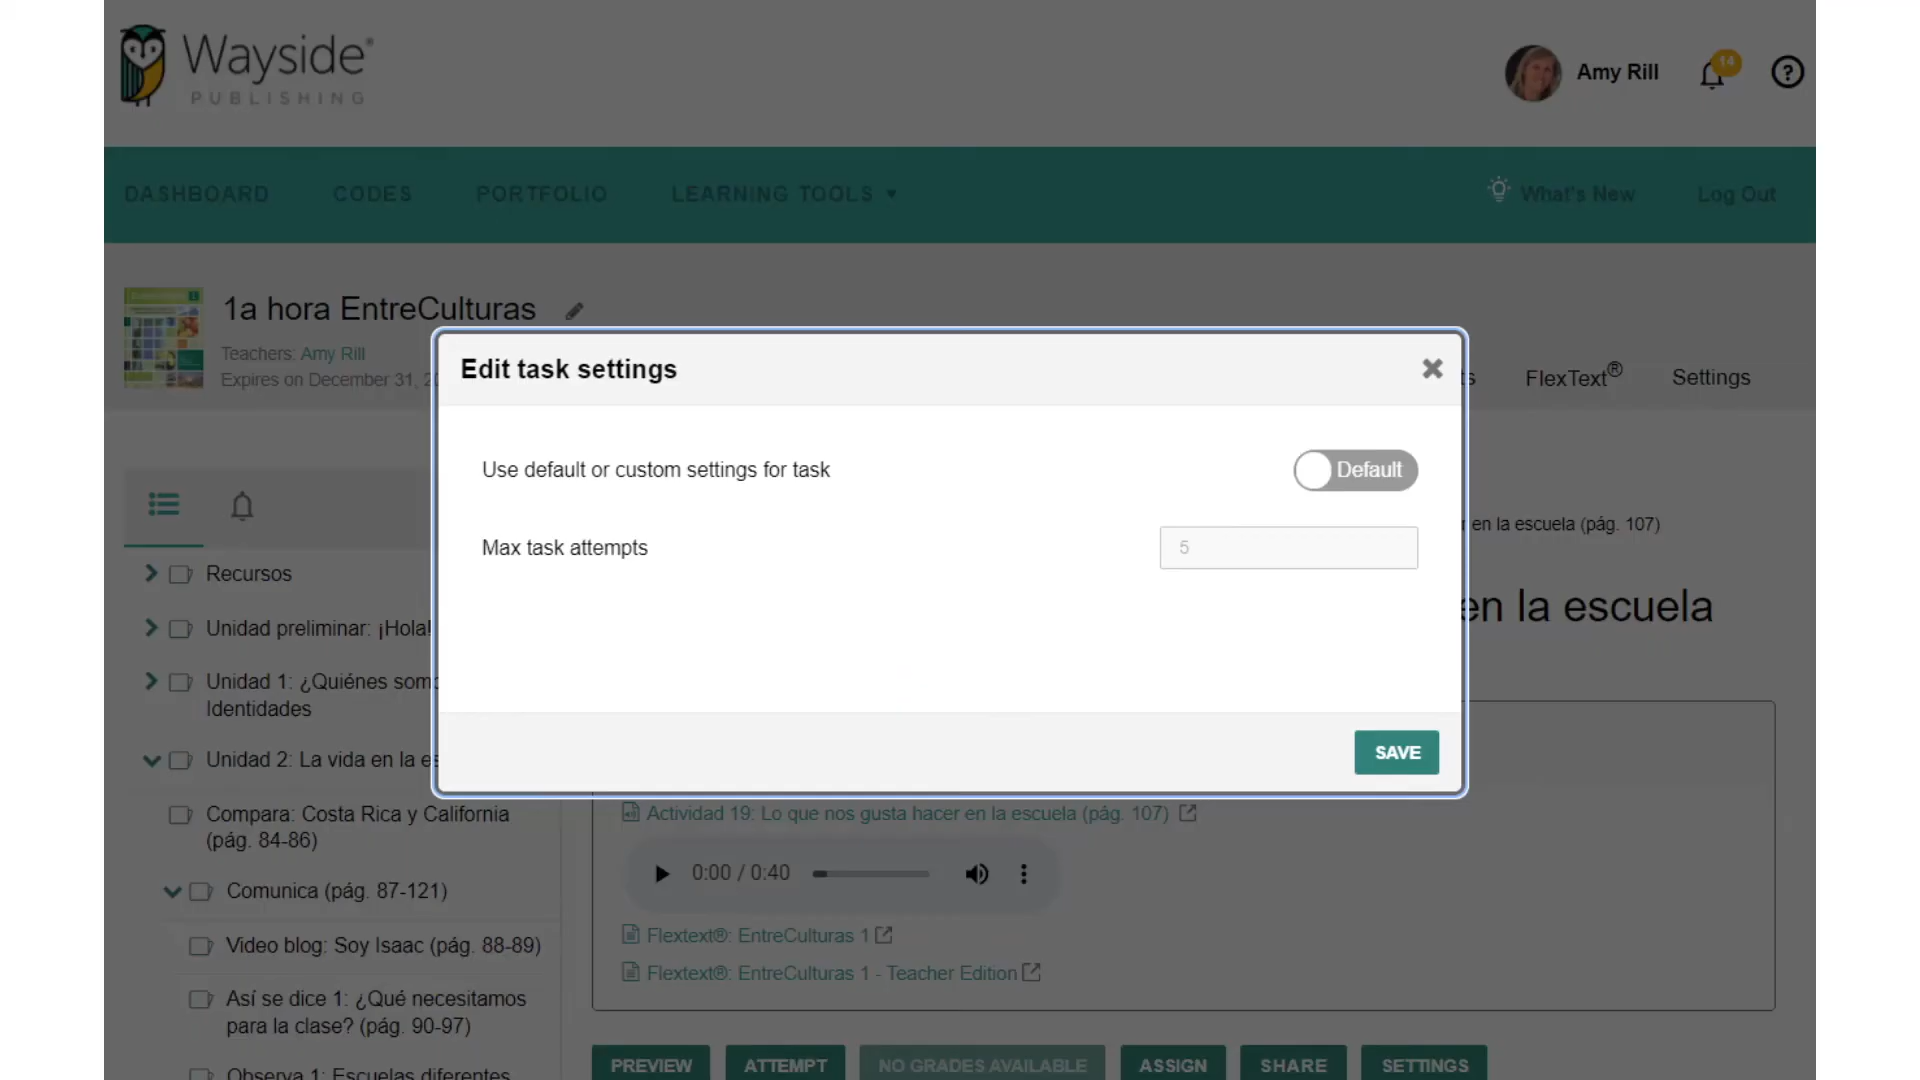 Wayside®
PUBLISHING
Amy Rill
14
DASHBOARD
CODES
PORTFOLIO
LEARNING TOOLS
What's New
Log Out
1a hora EntreCulturas
Teachers: Amy Rill
Expires on December 31,
FlexText®
Settings
Edit task settings
Use default or custom settings for task
Default
Max task attempts
5
SAVE
en la escuela (pág. 107)
en la escuela
Recursos
Unidad preliminar: ¡Hola!
Unidad 1: ¿Quiénes somo
Identidades
Unidad 2: La vida en la es
Compara: Costa Rica y California
(pág. 84-86)
Comunica (pág. 87-121)
Video blog: Soy Isaac (pág. 88-89)
Así se dice 1: ¿Qué necesitamos
para la clase? (pág. 90-97)
Observa 1: Escuelas diferentes
Actividad 19: Lo que nos gusta hacer en la escuela (pág. 107)
0:00 / 0:40
Flextext®: EntreCulturas 1
Flextext®: EntreCulturas 1 - Teacher Edition
PREVIEW
ATTEMPT
NO GRADES AVAILABLE
ASSIGN
SHARE
SETTINGS